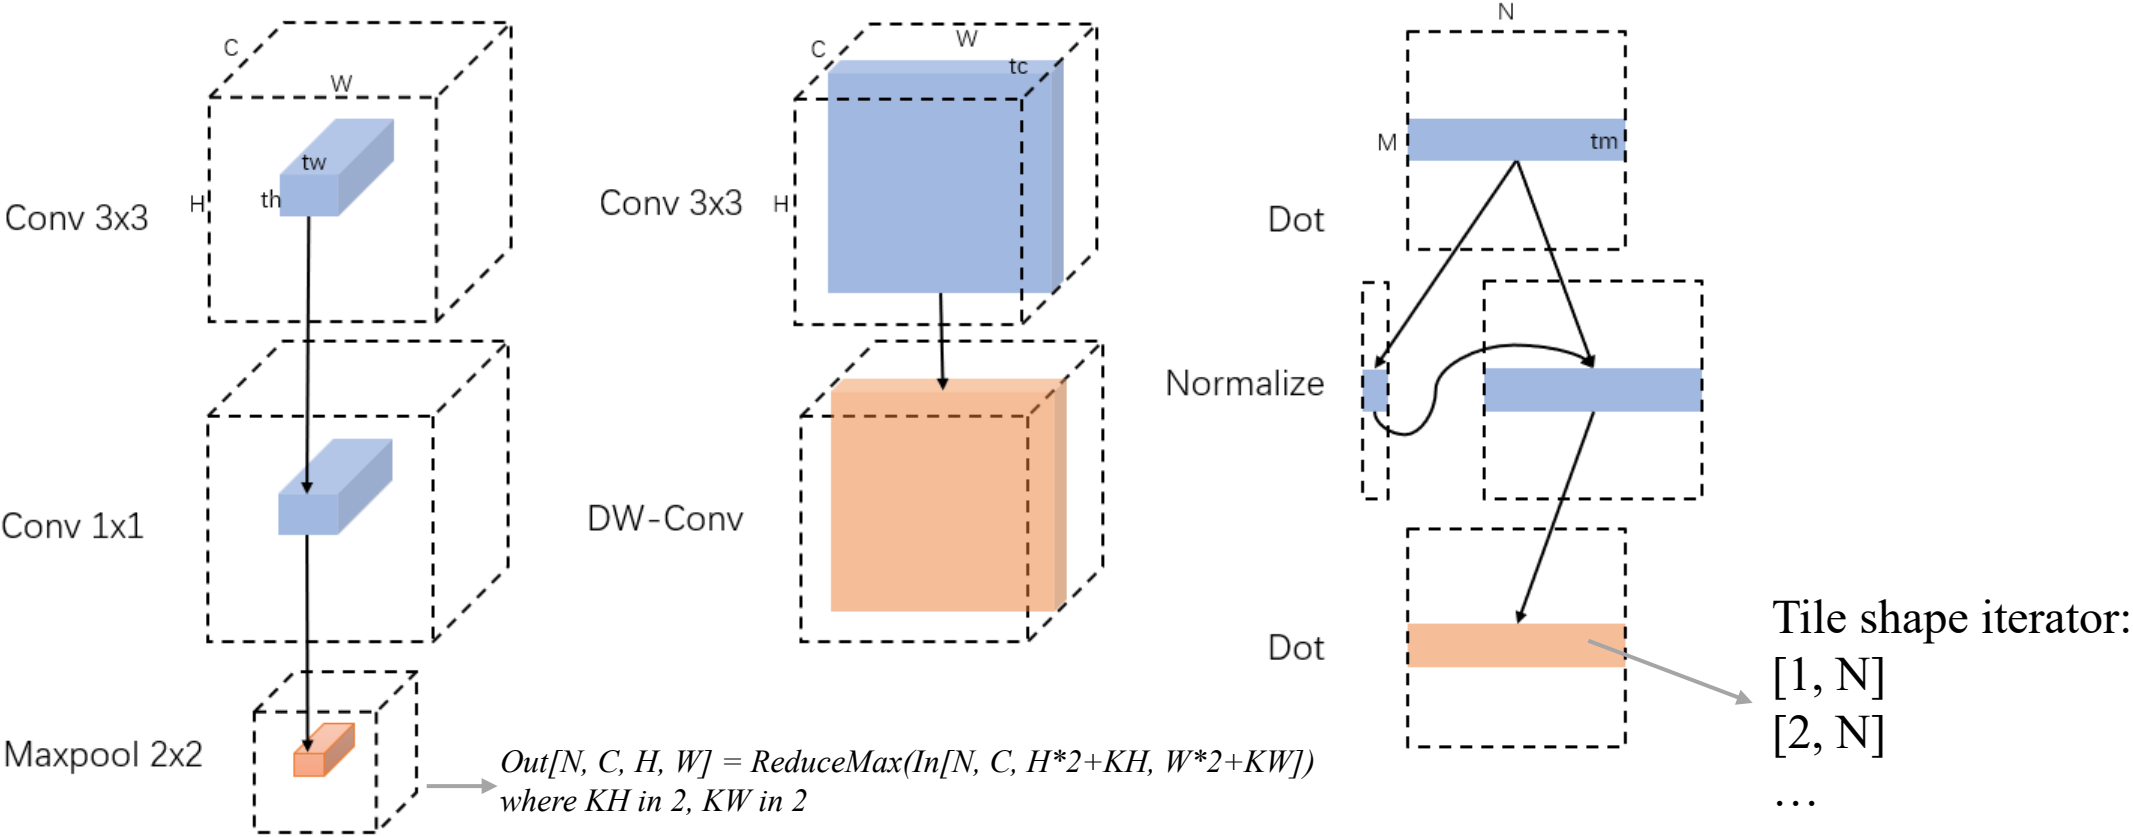 C
W
tw
th
H
Conv 3x3
Conv 1x1
Maxpool 2x2
Out[N, C, H, W] = ReduceMax(In[N, C, H*2+KH, W*2+KW])
where KH in 2, KW in 2
C
W
tc
H
Conv 3x3
DW-Conv
N
M
tm
Dot
Normalize
Dot
Tile shape iterator:
[1, N]
[2, N]
...